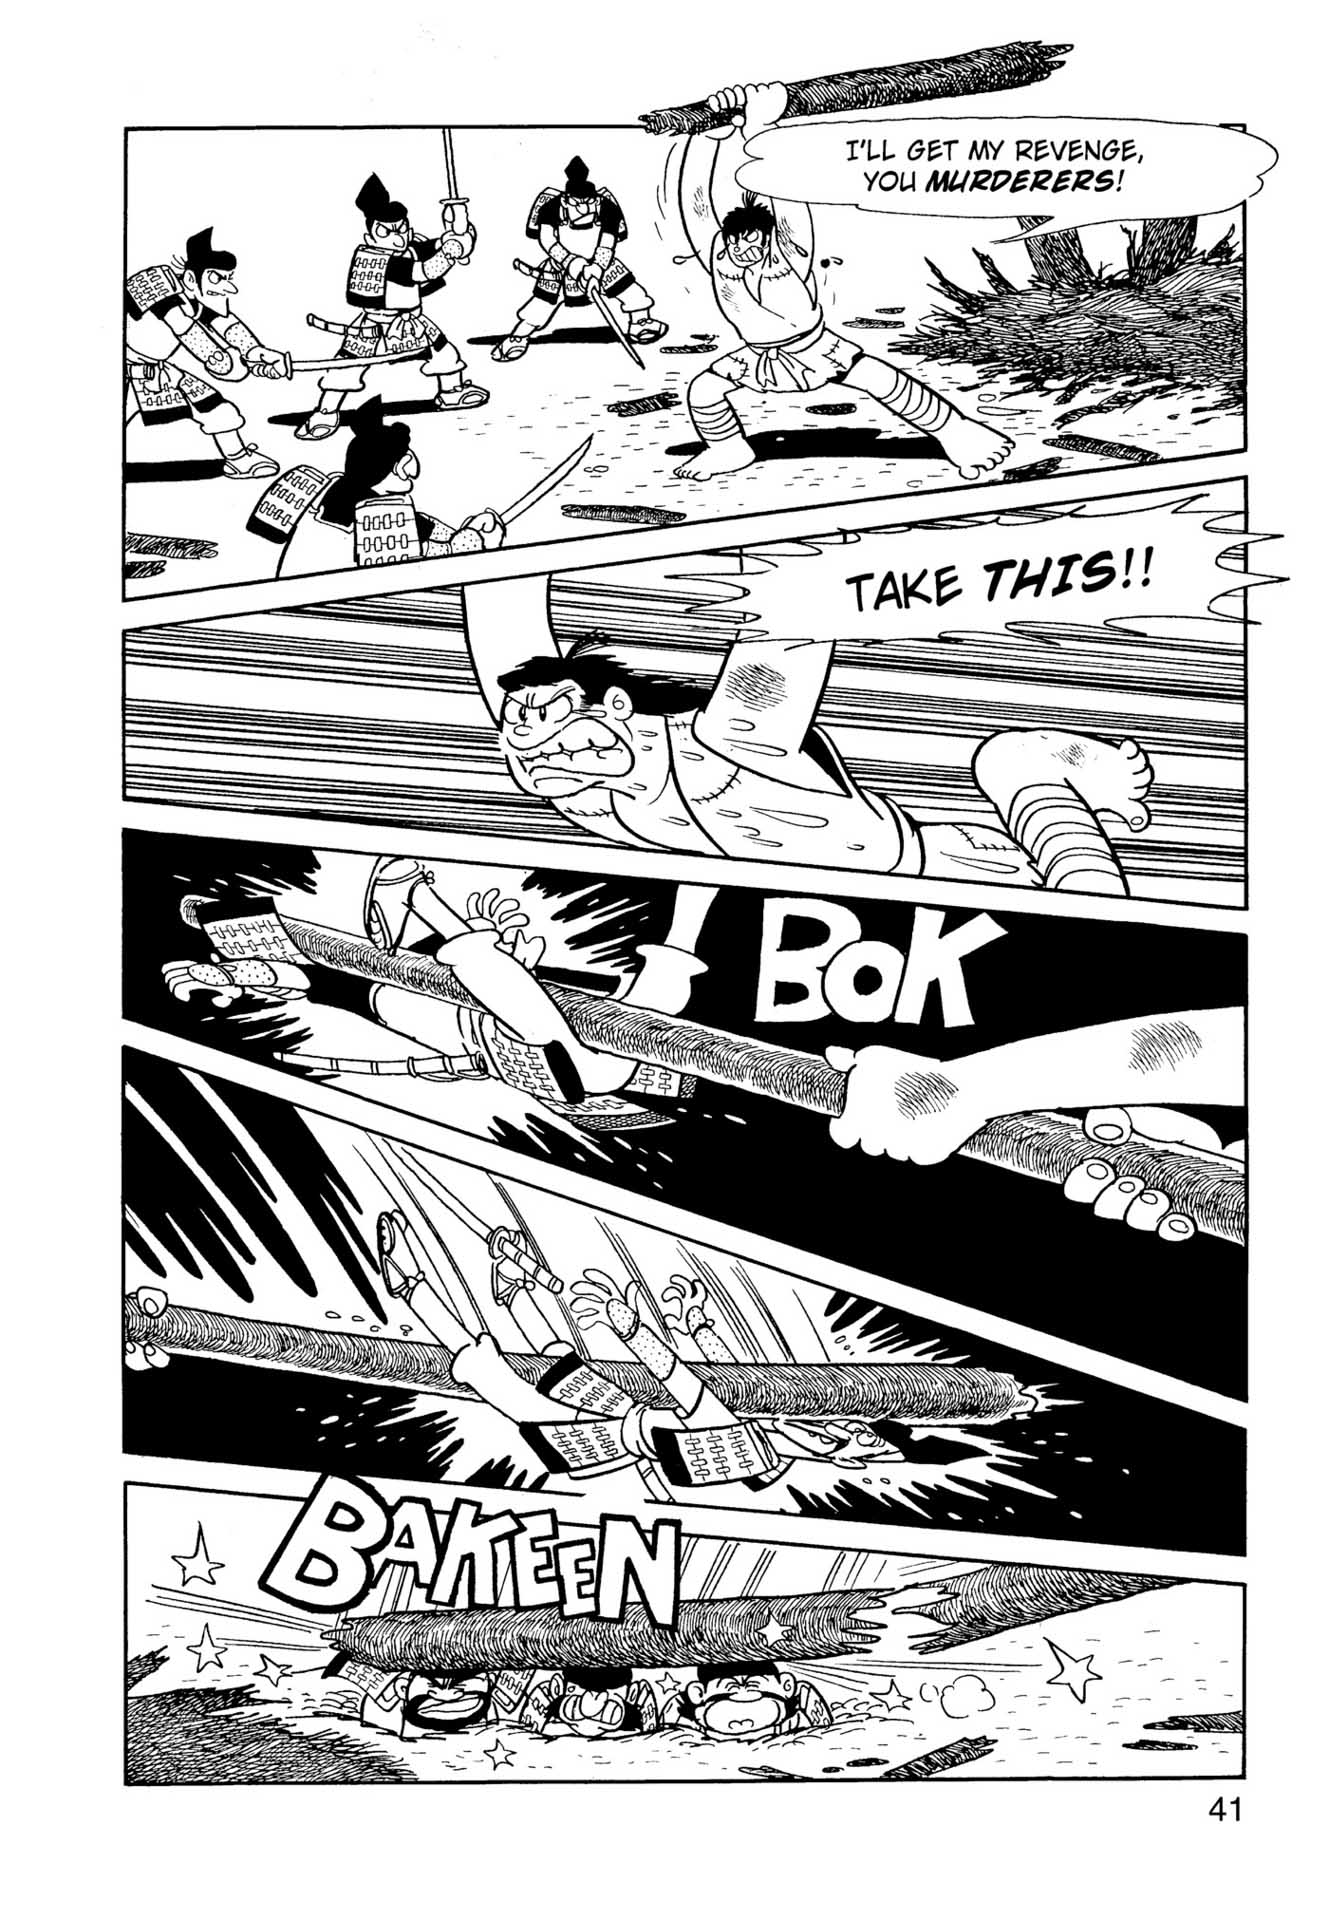 I'LL GET MY REVENGE,
YOU MURDERERS!
TAKE THIS!!
BOK
BAKEEN
41